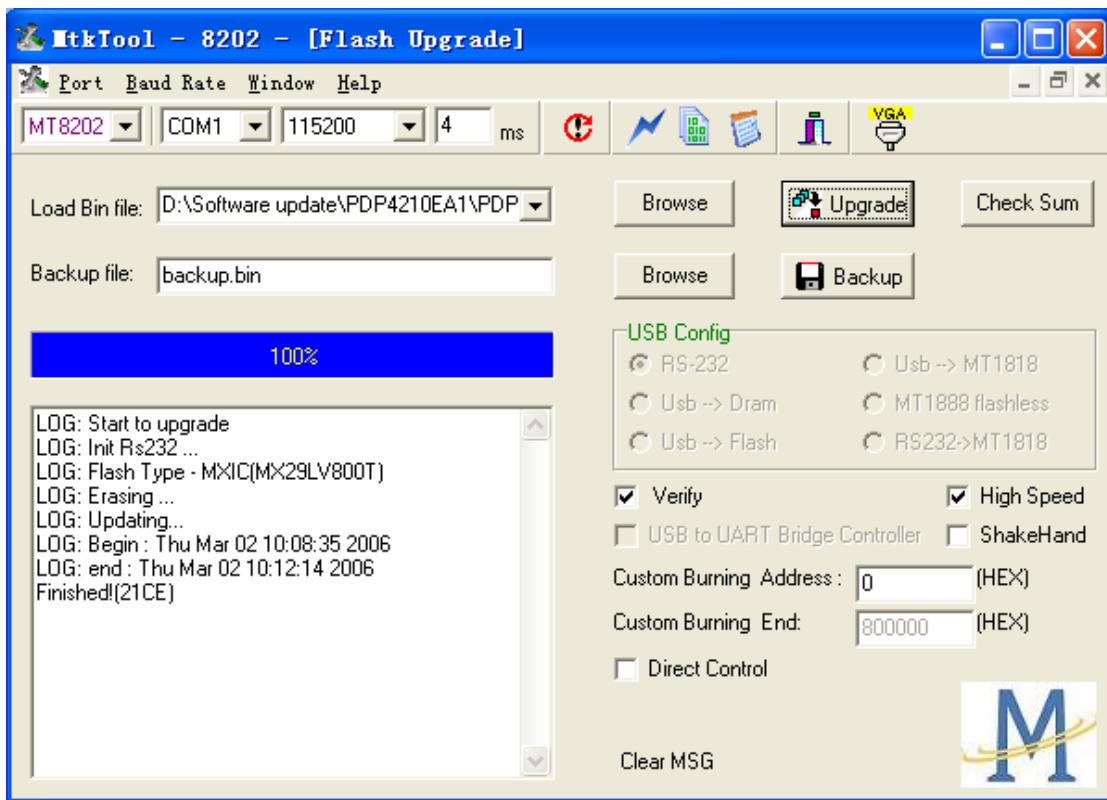 MtkTool - 8202 - [Flash Upgrade]
Port Baud Rate Window Help
MT8202 COM1 115200 4 ms VGA
Load Bin file: D:\Software update\PDP4210EA1\PDP Browse Upgrade Check Sum
Backup file: backup.bin Browse Backup
100%
LOG: Start to upgrade
LOG: Init Rs232 ...
LOG: Flash Type - MXIC(MX29LV800T)
LOG: Erasing ...
LOG: Updating...
LOG: Begin : Thu Mar 02 10:08:35 2006
LOG: end : Thu Mar 02 10:12:14 2006
Finished!(21CE)
USB Config
RS-232 Usb --> MT1818
Usb --> Dram MT1888 flashless
Usb --> Flash RS232->MT1818
Verify High Speed
USB to UART Bridge Controller ShakeHand
Custom Burning Address : 0 (HEX)
Custom Burning End: 800000 (HEX)
Direct Control
Clear MSG
M